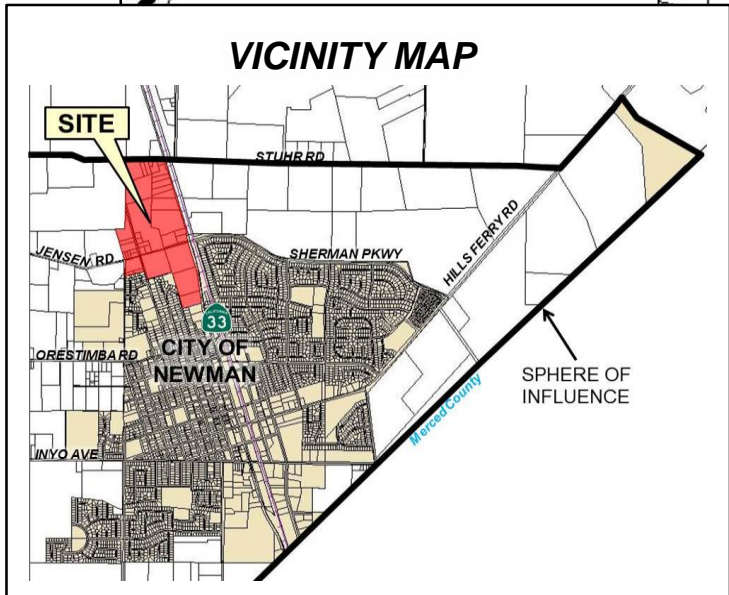 VICINITY MAP
SITE
STUHR RD
JENSEN RD
SHERMAN PKWY
HILLS FERRY RD
CALIFORNIA
33
CITY OF
NEWMAN
ORESTIMBA RD
SPHERE OF
INFLUENCE
Merced County
INYO AVE